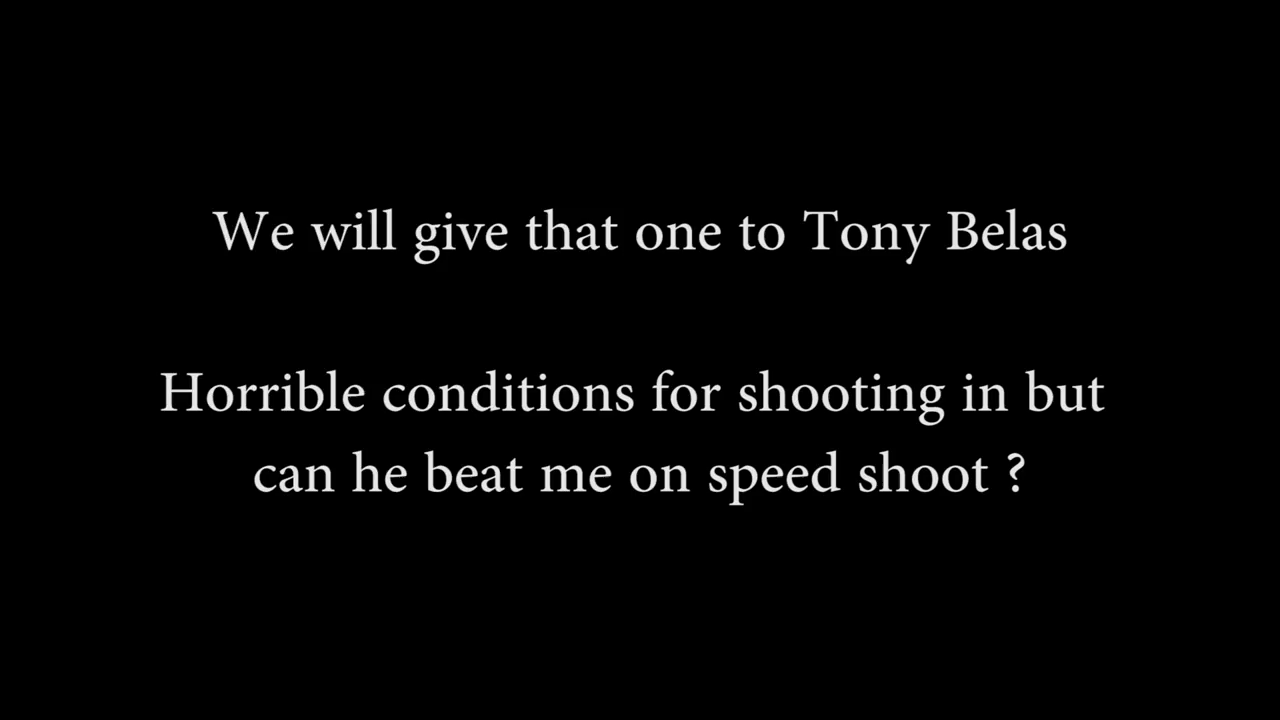 We will give that one to Tony Belas
Horrible conditions for shooting in but
can he beat me on speed shoot ?